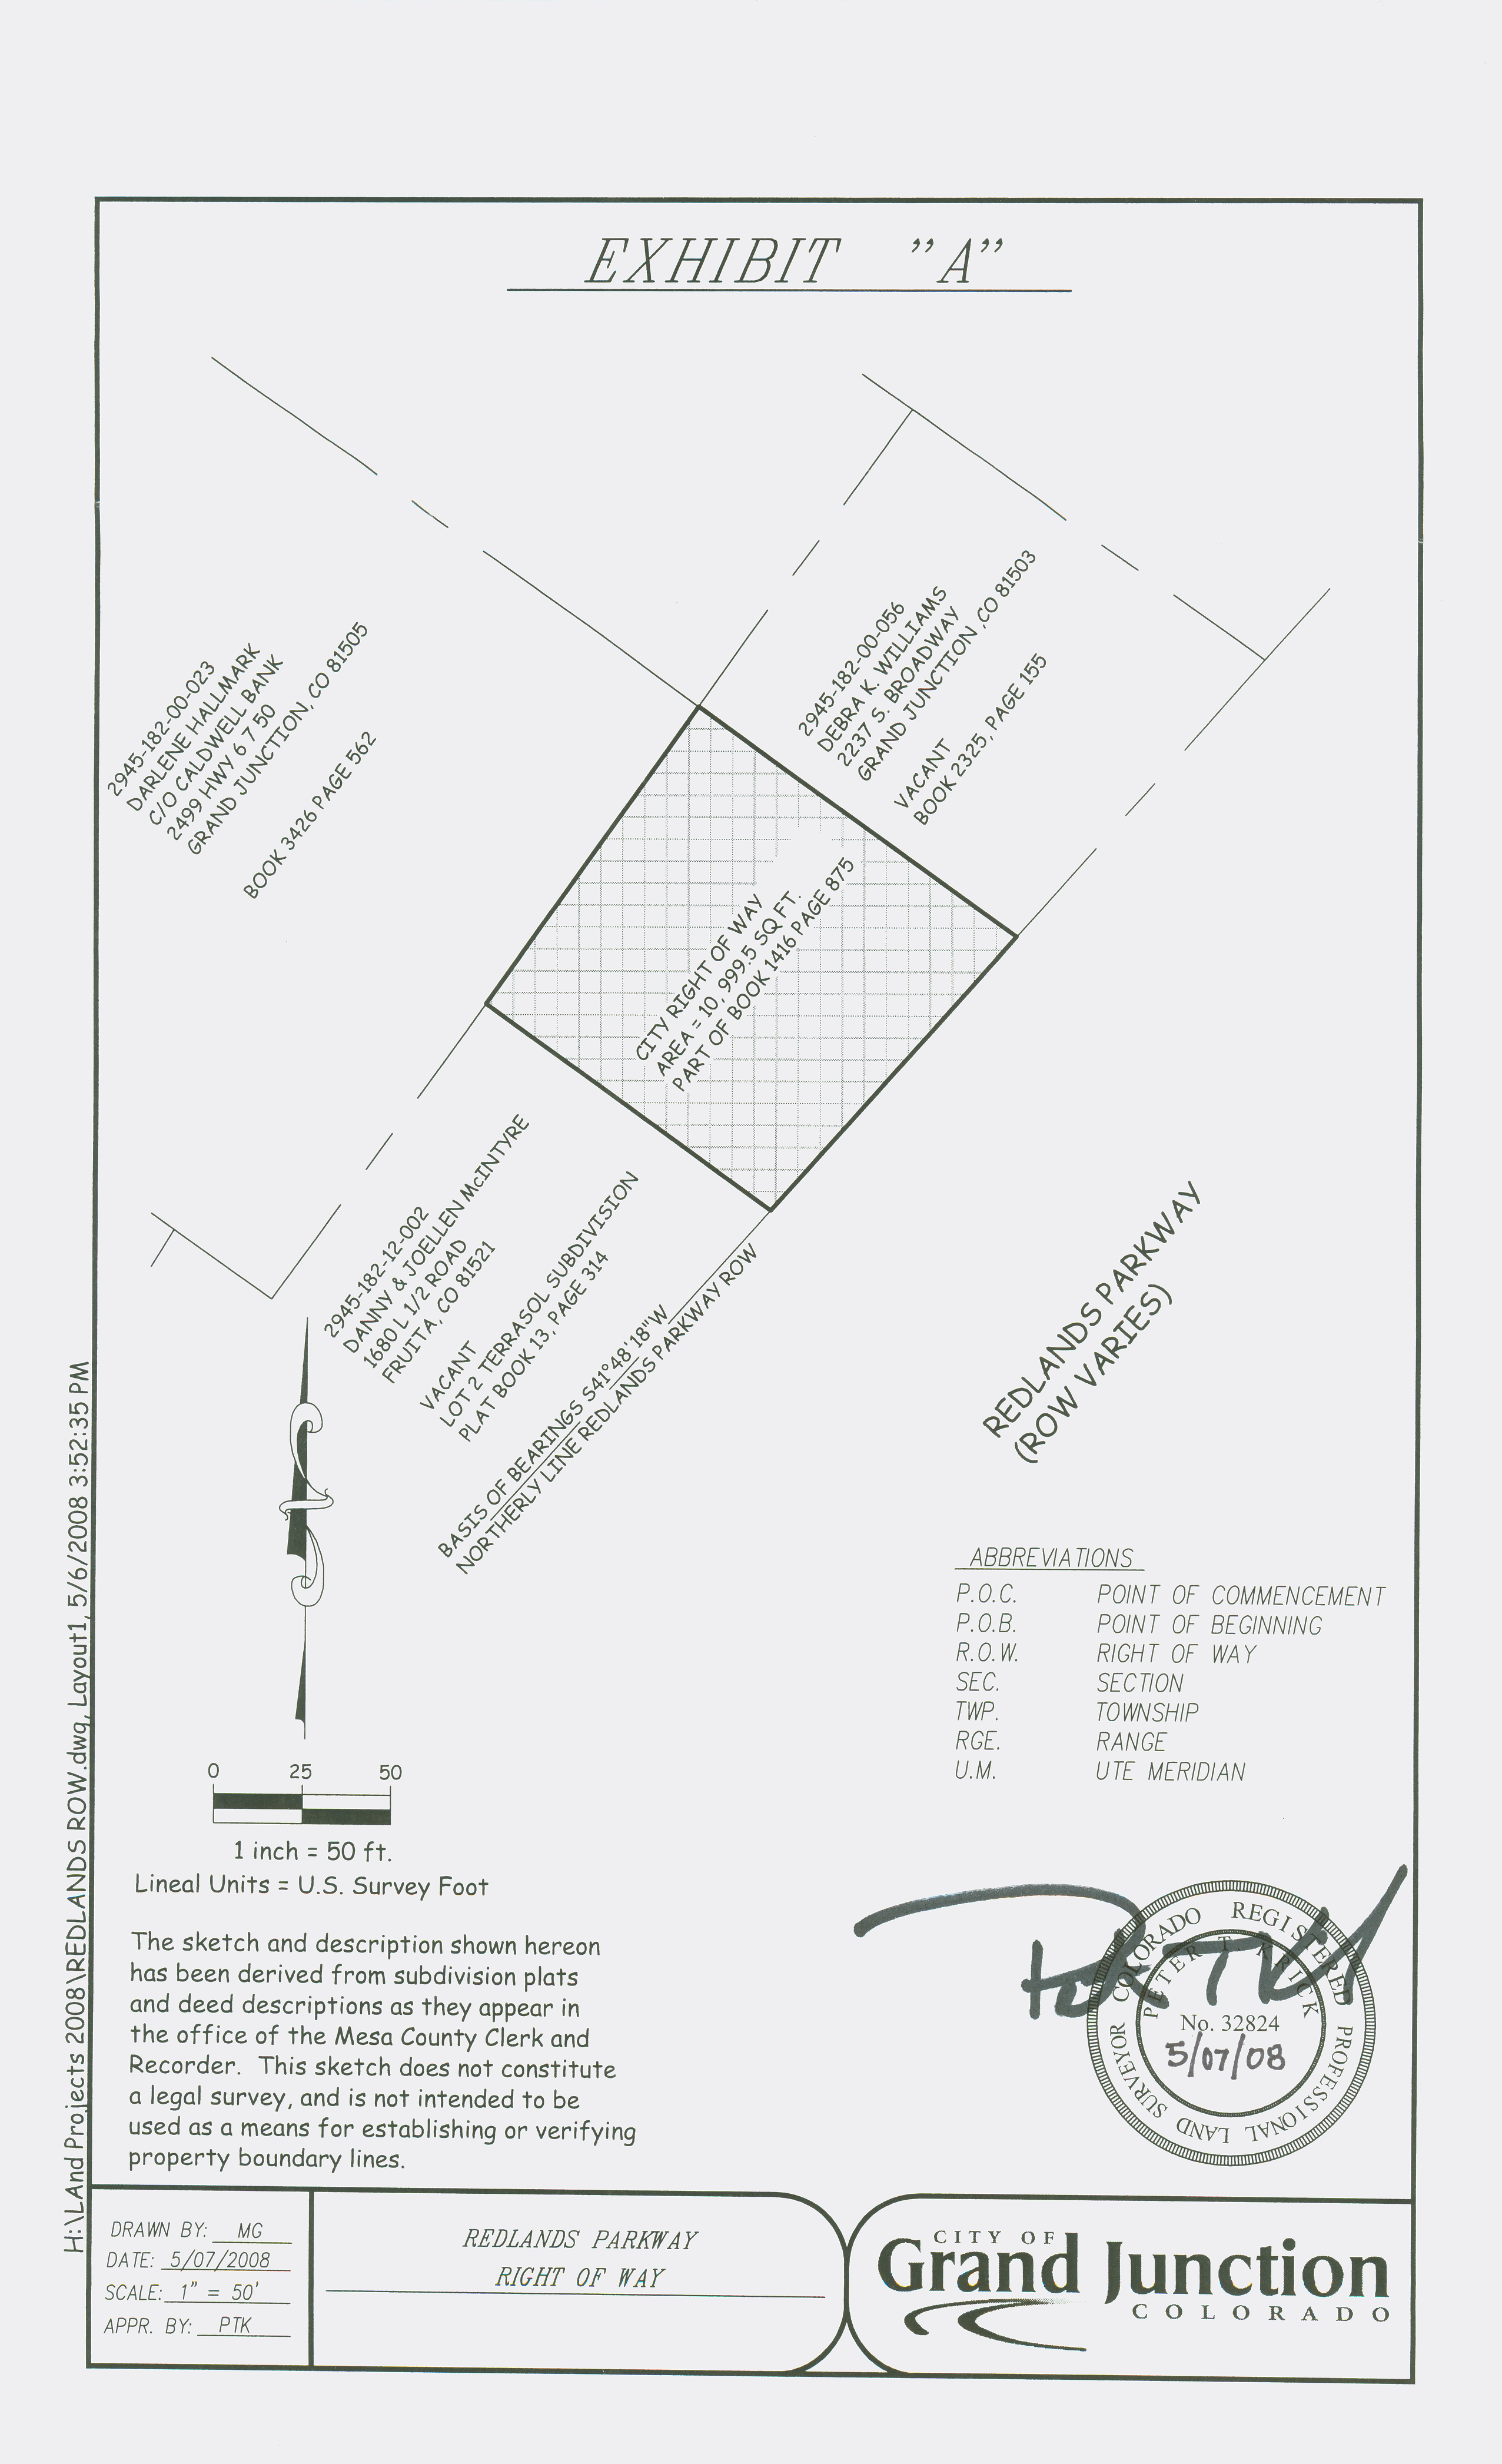 EXHIBIT "A"
2945-182-00-023
DARLENE HALLMARK
C/O CALDWELL BANK
2499 HWY 6 7 50
GRAND JUNCTION, CO 81505
BOOK 3426 PAGE 562
2945-182-00-056
DEBRA K. WILLIAMS
2237 S. BROADWAY
GRAND JUNCTION ,CO 81503
VACANT
BOOK 2325, PAGE 155
CITY RIGHT OF WAY
AREA = 10, 999.5 SQ FT.
PART OF BOOK 1416 PAGE 875
2945-182-12-002
DANNY & JOELLEN McINTYRE
1680 L 1/2 ROAD
FRUITA, CO 81521
VACANT
LOT 2 TERRASOL SUBDIVISION
PLAT BOOK 13, PAGE 314
BASIS OF BEARINGS S41°48'18"W
NORTHERLY LINE REDLANDS PARKWAY ROW
REDLANDS PARKWAY
(ROW VARIES)
H:\LAnd Projects 2008\REDLANDS ROW.dwg, Layout1, 5/6/2008 3:52:35 PM
ABBREVIATIONS
P.O.C. POINT OF COMMENCEMENT
P.O.B. POINT OF BEGINNING
R.O.W. RIGHT OF WAY
SEC. SECTION
TWP. TOWNSHIP
RGE. RANGE
U.M. UTE MERIDIAN
0 25 50
1 inch = 50 ft.
Lineal Units = U.S. Survey Foot
The sketch and description shown hereon
has been derived from subdivision plats
and deed descriptions as they appear in
the office of the Mesa County Clerk and
Recorder. This sketch does not constitute
a legal survey, and is not intended to be
used as a means for establishing or verifying
property boundary lines.
COLORADO REGISTERED PROFESSIONAL LAND SURVEYOR
PETER T. KRICK
No. 32824
5/07/08
DRAWN BY: MG
DATE: 5/07/2008
SCALE: 1" = 50'
APPR. BY: PTK
REDLANDS PARKWAY
RIGHT OF WAY
CITY OF
Grand Junction
COLORADO